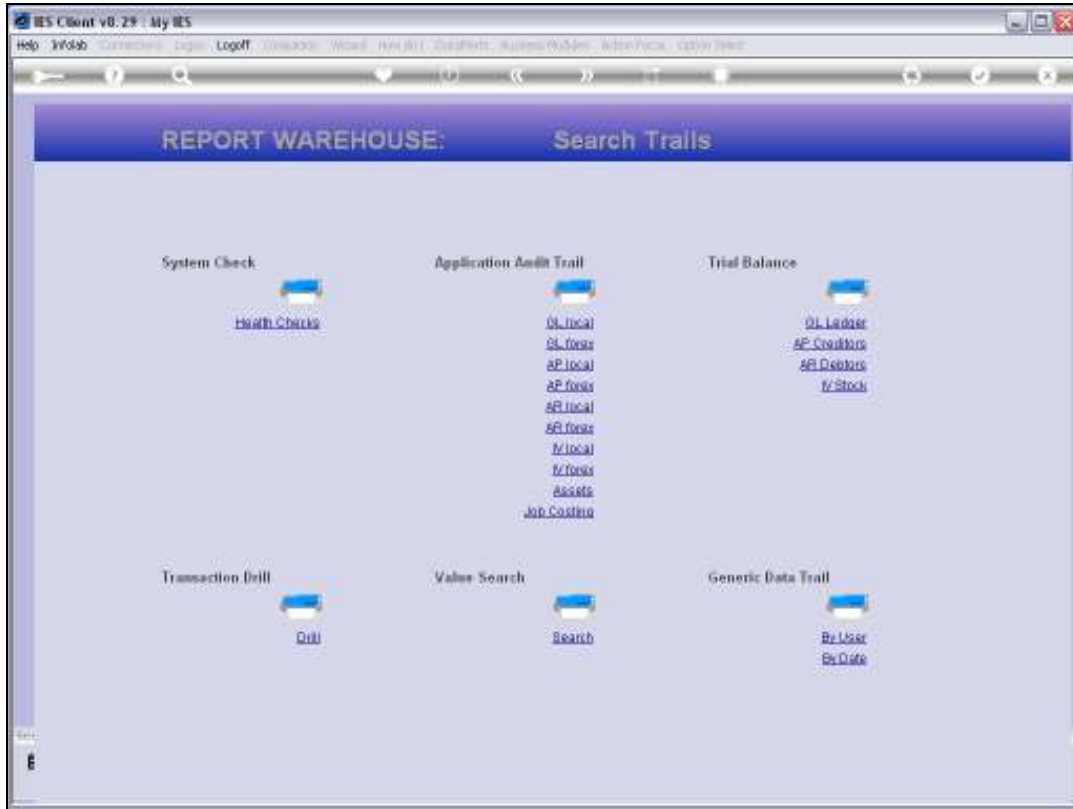 IES Client v8.29 : My IES
Help Infolab Logoff
REPORT WAREHOUSE: Search Trails
System Check Application Audit Trail Trial Balance
Health Checks GL local GL Ledger
GL forex AP Creditors
AP local AR Debtors
AP forex IV Stock
AR local
AR forex
IV local
IV forex
Assets
Job Costing
Transaction Drill Value Search Generic Data Trail
Drill Search By User
By Date